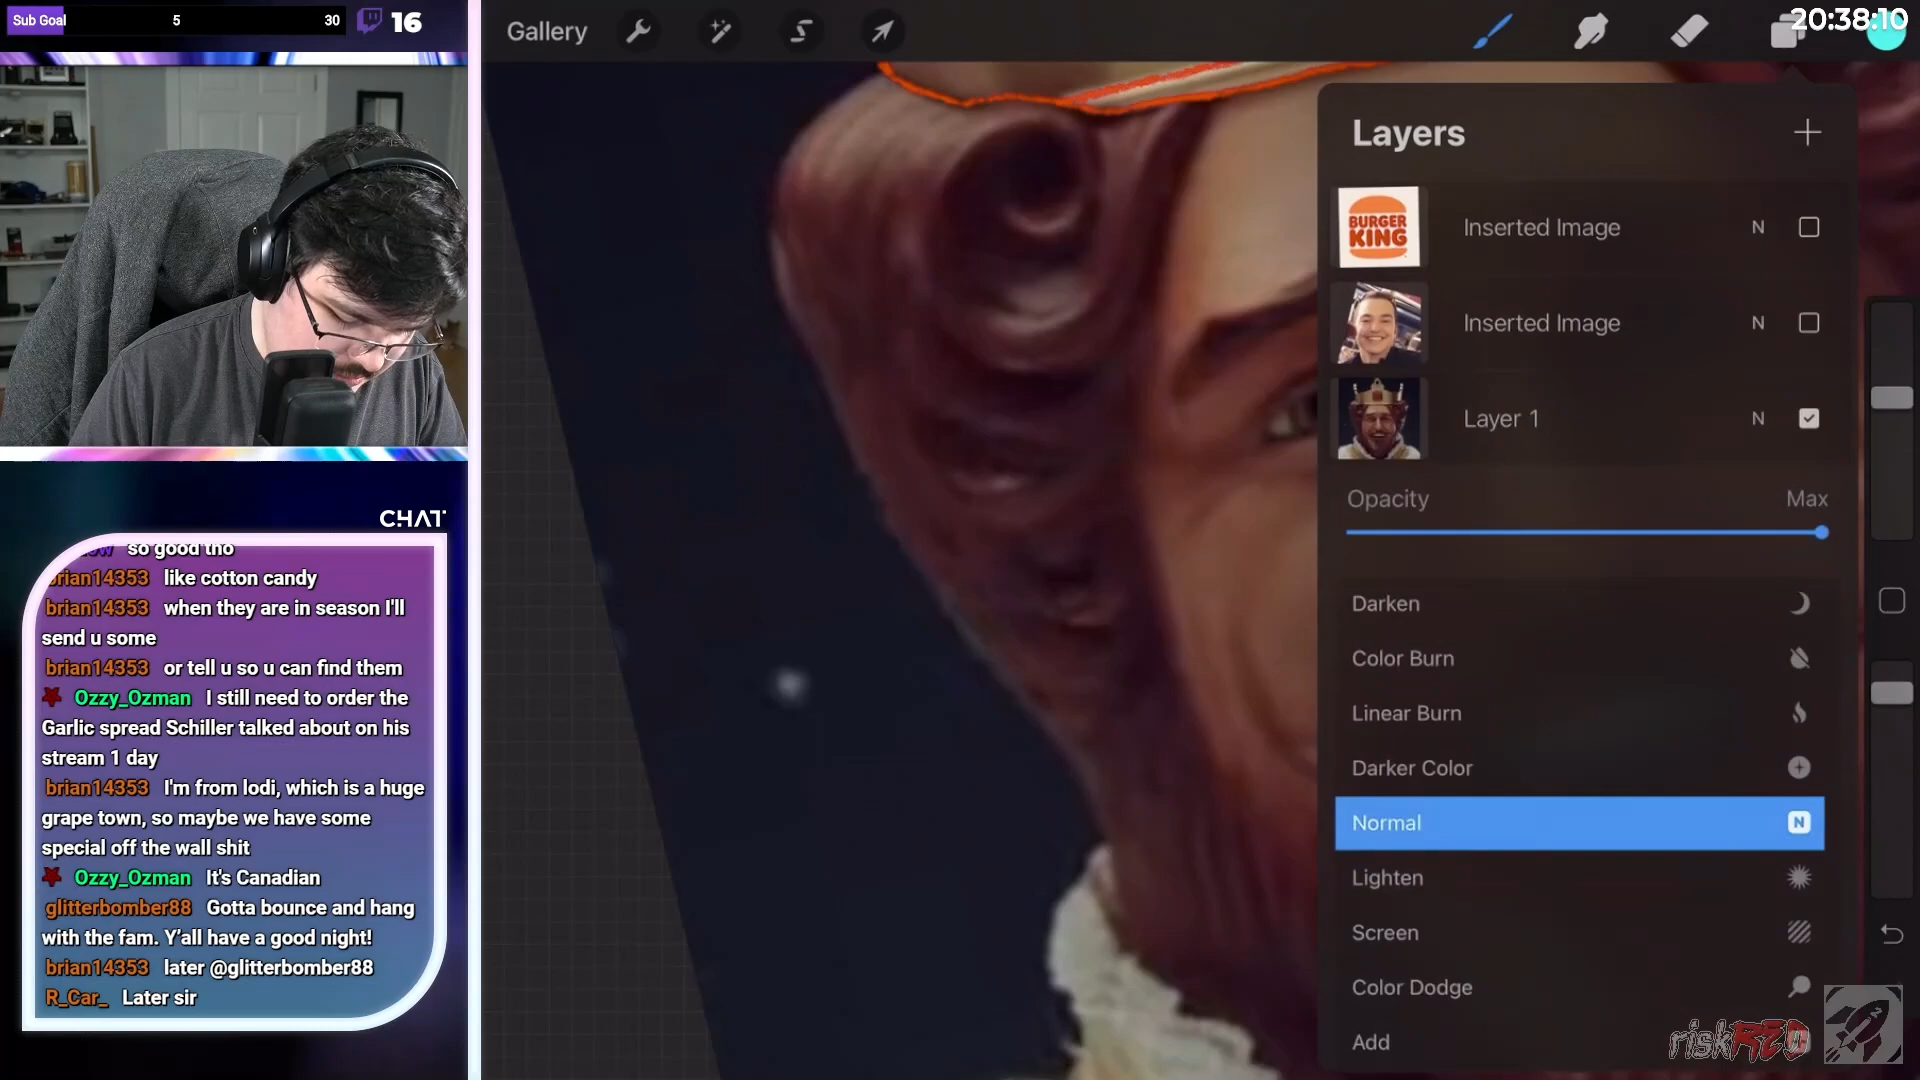 Sub Goal 5 30 16
Gallery
20:38:10
Layers
BURGER KING
Inserted Image N
Inserted Image N
Layer 1 N
Opacity Max
Darken
Color Burn
Linear Burn
Darker Color
Normal N
Lighten
Screen
Color Dodge
Add
CHAT
so good tho
brian14353 like cotton candy
brian14353 when they are in season I'll
send u some
brian14353 or tell u so u can find them
Ozzy_Ozman I still need to order the
Garlic spread Schiller talked about on his
stream 1 day
brian14353 I'm from lodi, which is a huge
grape town, so maybe we have some
special off the wall shit
Ozzy_Ozman It's Canadian
glitterbomber88 Gotta bounce and hang
with the fam. Y'all have a good night!
brian14353 later @glitterbomber88
R_Car_ Later sir
riskRED